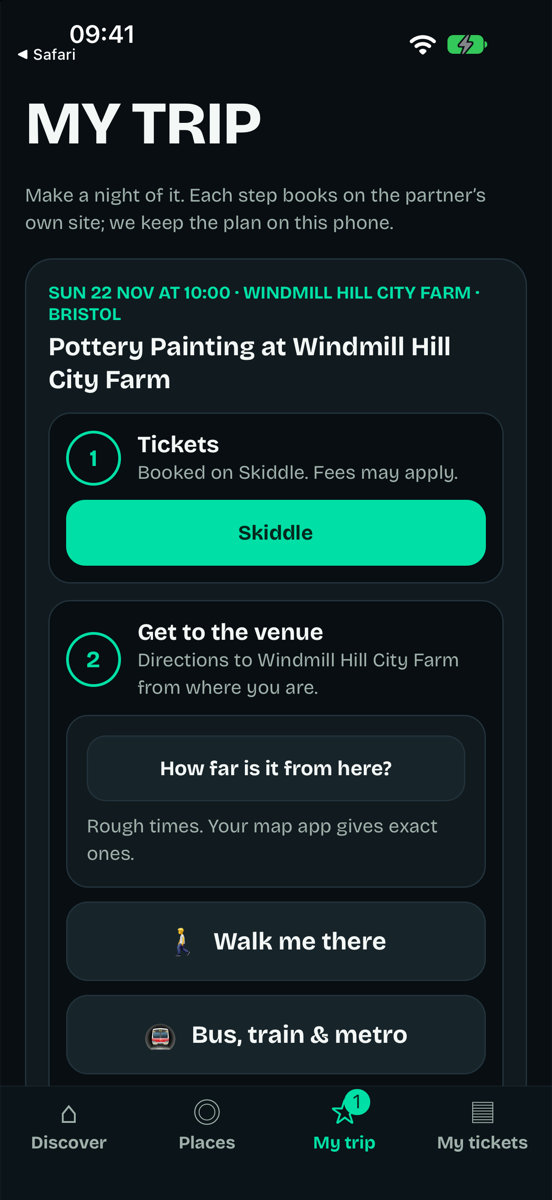 09:41
◀ Safari
MY TRIP
Make a night of it. Each step books on the partner's
own site; we keep the plan on this phone.
SUN 22 NOV AT 10:00 · WINDMILL HILL CITY FARM ·
BRISTOL
Pottery Painting at Windmill Hill
City Farm
1
Tickets
Booked on Skiddle. Fees may apply.
Skiddle
2
Get to the venue
Directions to Windmill Hill City Farm
from where you are.
How far is it from here?
Rough times. Your map app gives exact
ones.
Walk me there
Bus, train & metro
1
Discover
Places
My trip
My tickets